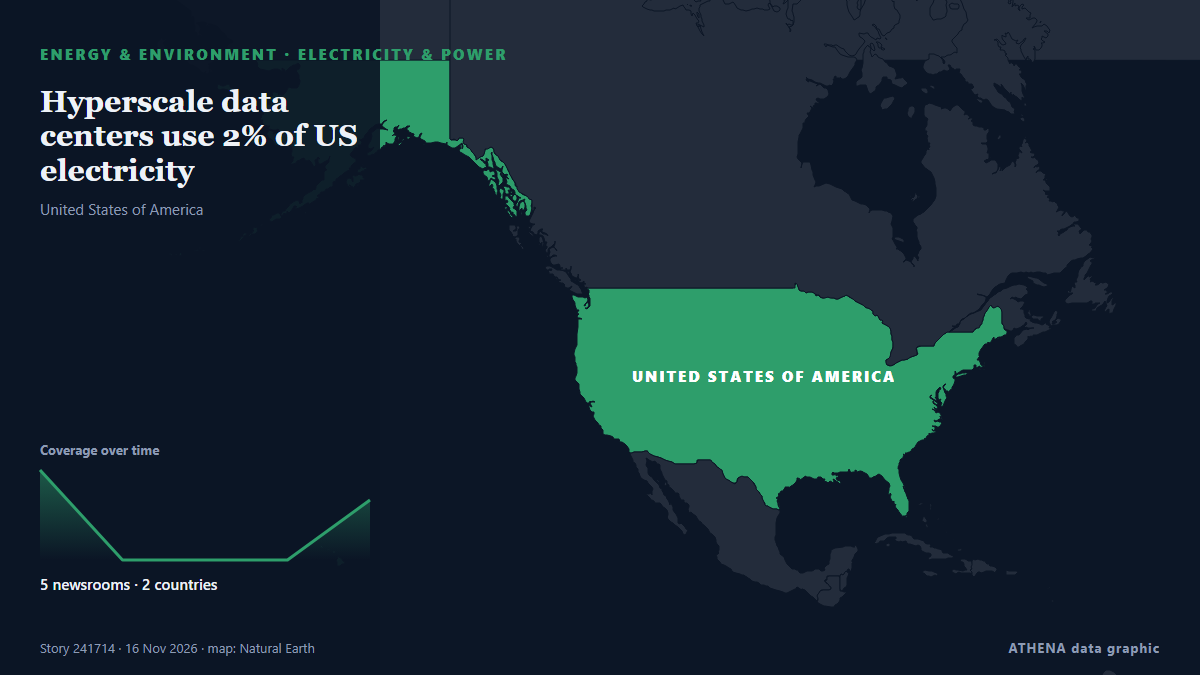 ENERGY & ENVIRONMENT · ELECTRICITY & POWER
Hyperscale data
centers use 2% of US
electricity
United States of America
UNITED STATES OF AMERICA
Coverage over time
5 newsrooms · 2 countries
Story 241714 · 16 Nov 2026 · map: Natural Earth
ATHENA data graphic